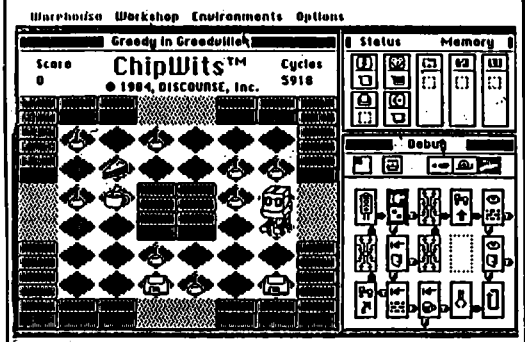 Warehouse Workshop Environments Options
Greedy in Greedville
Score
0
ChipWits™
© 1984, DISCOURSE, Inc.
Cycles
5918
Status Memory
Debug